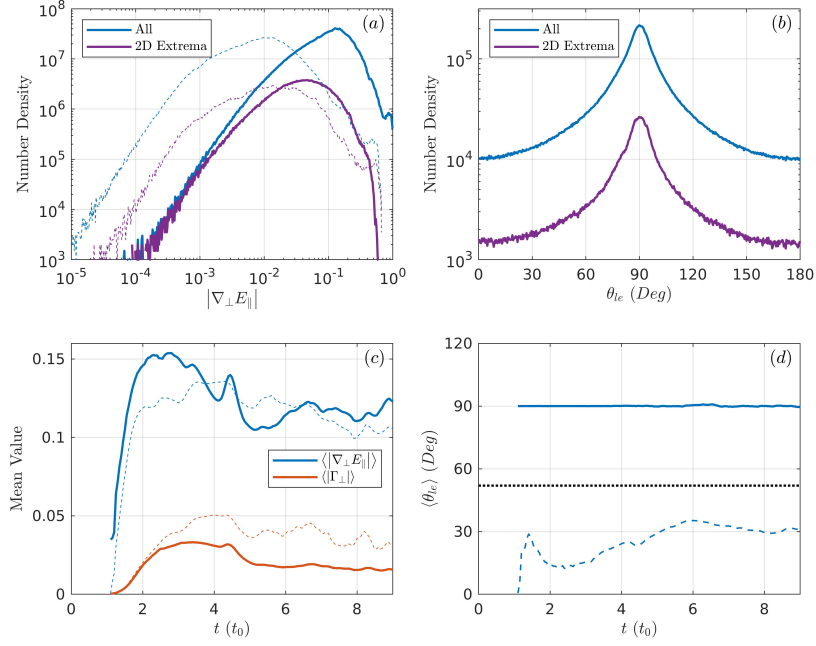 (a)
All
2D Extrema
Number Density
10^8
10^7
10^6
10^5
10^4
10^3
10^-5 10^-4 10^-3 10^-2 10^-1 10^0
|∇⊥E∥|
(b)
All
2D Extrema
Number Density
10^5
10^4
10^3
0 30 60 90 120 150 180
θle (Deg)
(c)
Mean Value
0.15
0.1
0.05
0
⟨|∇⊥E∥|⟩
⟨|Γ⊥|⟩
0 2 4 6 8
t (t0)
(d)
⟨θle⟩ (Deg)
120
90
60
30
0
0 2 4 6 8
t (t0)